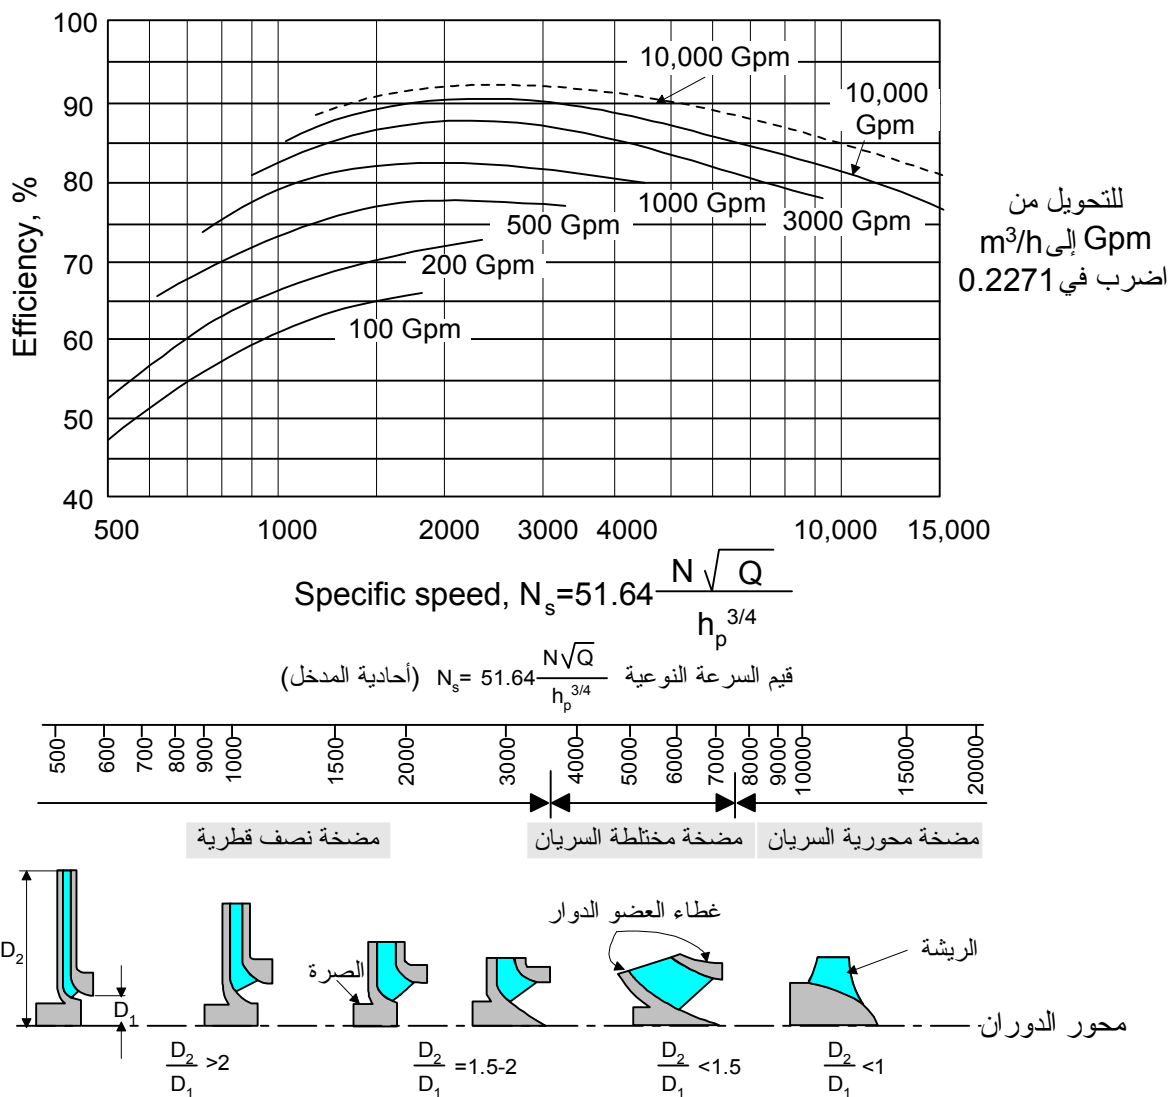 100
90
80
70
60
50
40
Efficiency, %
10,000 Gpm
10,000
Gpm
1000 Gpm
3000 Gpm
500 Gpm
200 Gpm
100 Gpm
للتحويل من
Gpm إلى m³/h
اضرب في 0.2271
500 1000 2000 3000 4000 10,000 15,000
Specific speed, Nₛ=51.64 N√Q / hₚ^3/4
قيم السرعة النوعية Nₛ= 51.64 N√Q / hₚ^3/4 (أحادية المدخل)
500 600 700 800 900 1000 1500 2000 3000 4000 5000 6000 7000 8000 9000 10000 15000 20000
مضخة نصف قطرية
مضخة مختلطة السريان
مضخة محورية السريان
غطاء العضو الدوار
الريشة
الصرة
D₂
D₁
محور الدوران
D₂/D₁ >2
D₂/D₁ =1.5-2
D₂/D₁ <1.5
D₂/D₁ <1